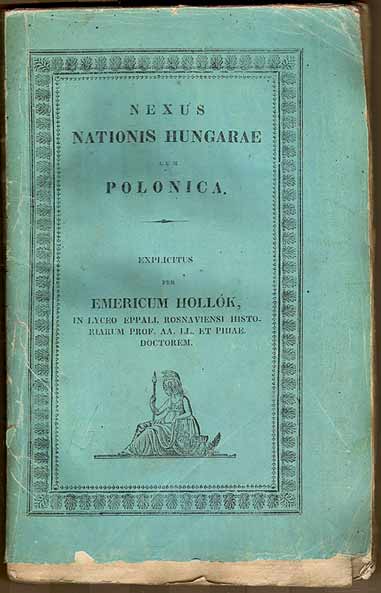 NEXUS
NATIONIS HUNGARAE
CUM
POLONICA.
EXPLICITUS
PER
EMERICUM HOLLÓK,
IN LYCEO EPPALI, ROSNAVIENSI HISTO-
RIARUM PROF. AA. LL. ET PHIAE.
DOCTOREM.